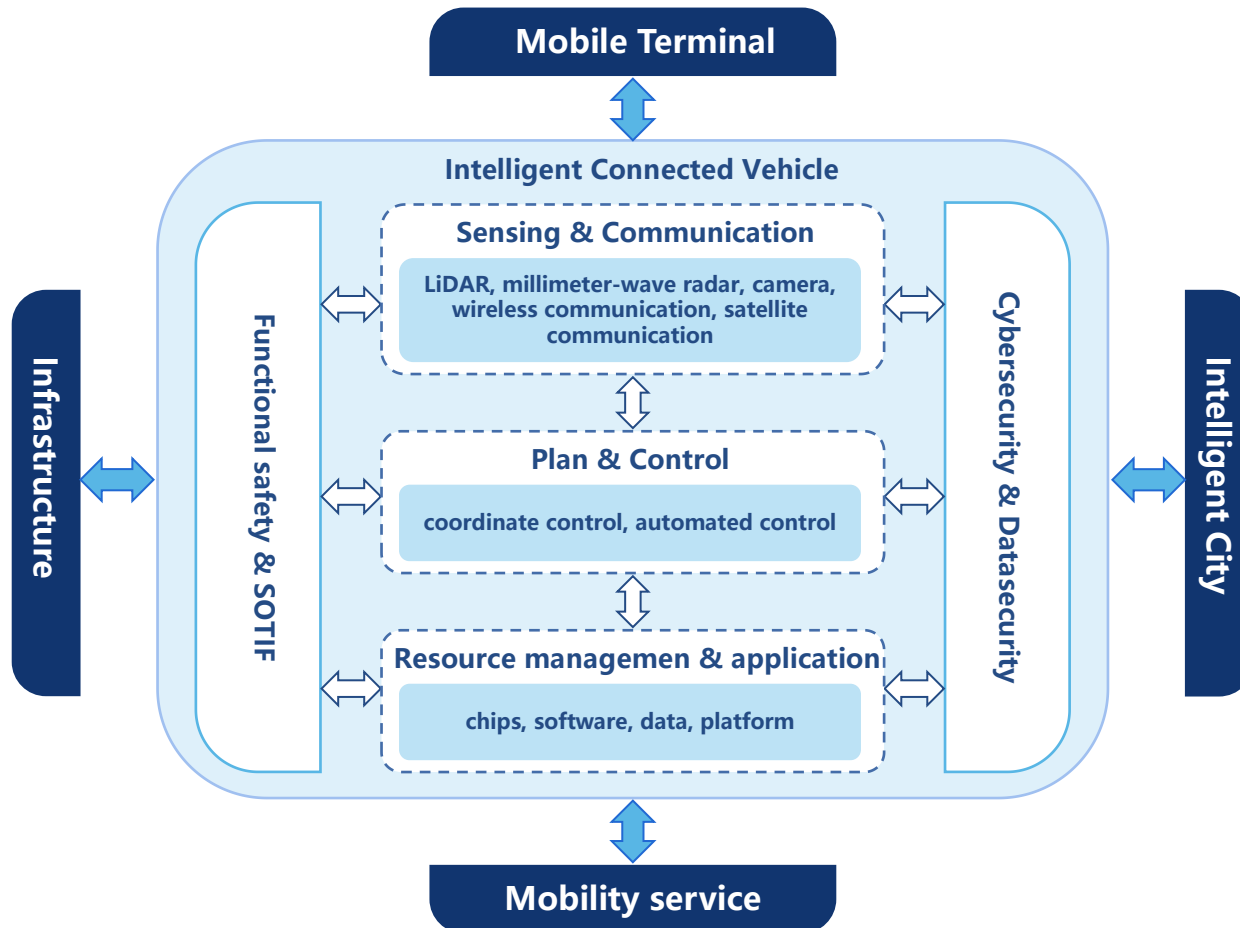 Mobile Terminal
Intelligent Connected Vehicle
Sensing & Communication
LiDAR, millimeter-wave radar, camera,
wireless communication, satellite
communication
Infrastructure
Functional safety & SOTIF
Plan & Control
coordinate control, automated control
Cybersecurity & Datasecurity
Intelligent City
Resource managemen & application
chips, software, data, platform
Mobility service